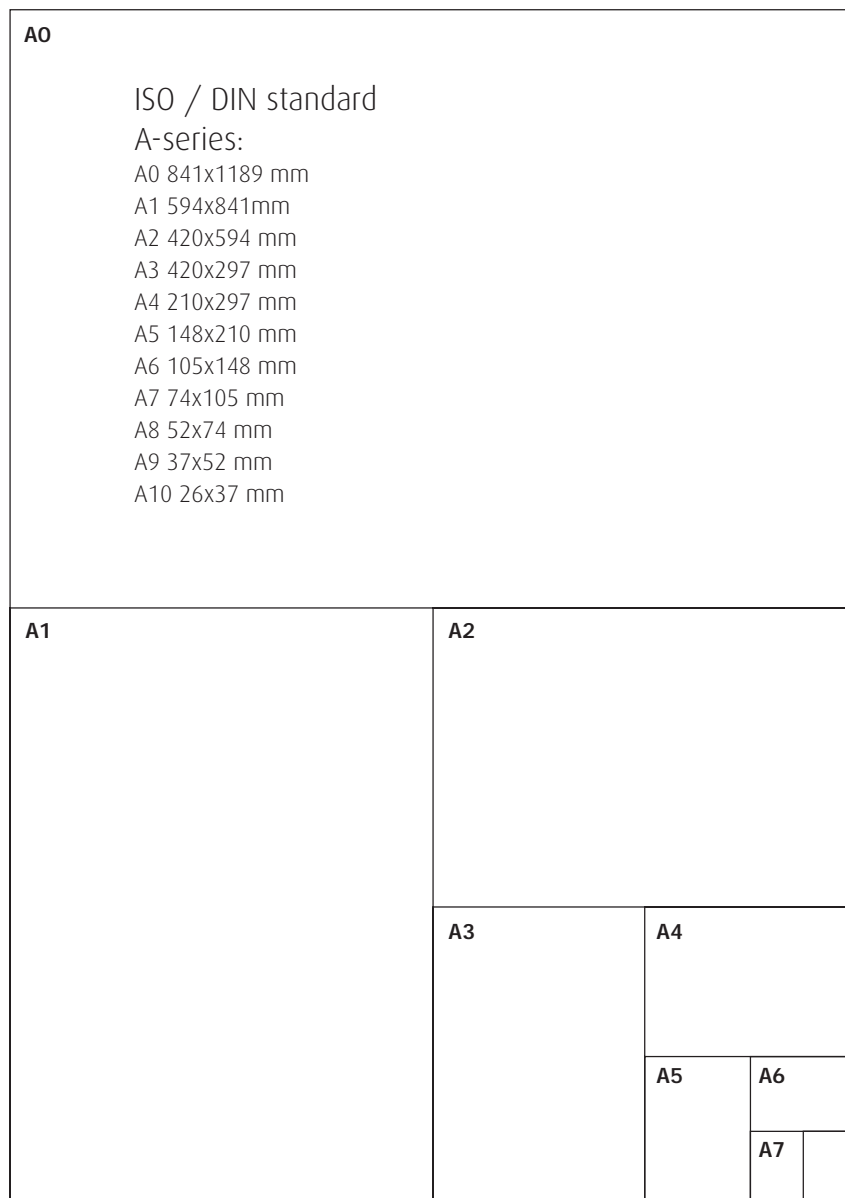 A0
ISO / DIN standard
A-series:
A0 841x1189 mm
A1 594x841mm
A2 420x594 mm
A3 420x297 mm
A4 210x297 mm
A5 148x210 mm
A6 105x148 mm
A7 74x105 mm
A8 52x74 mm
A9 37x52 mm
A10 26x37 mm
A1
A2
A3
A4
A5
A6
A7